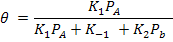 θ = K₁P_A / (K₁P_A + K₋₁ + K₂P_b)